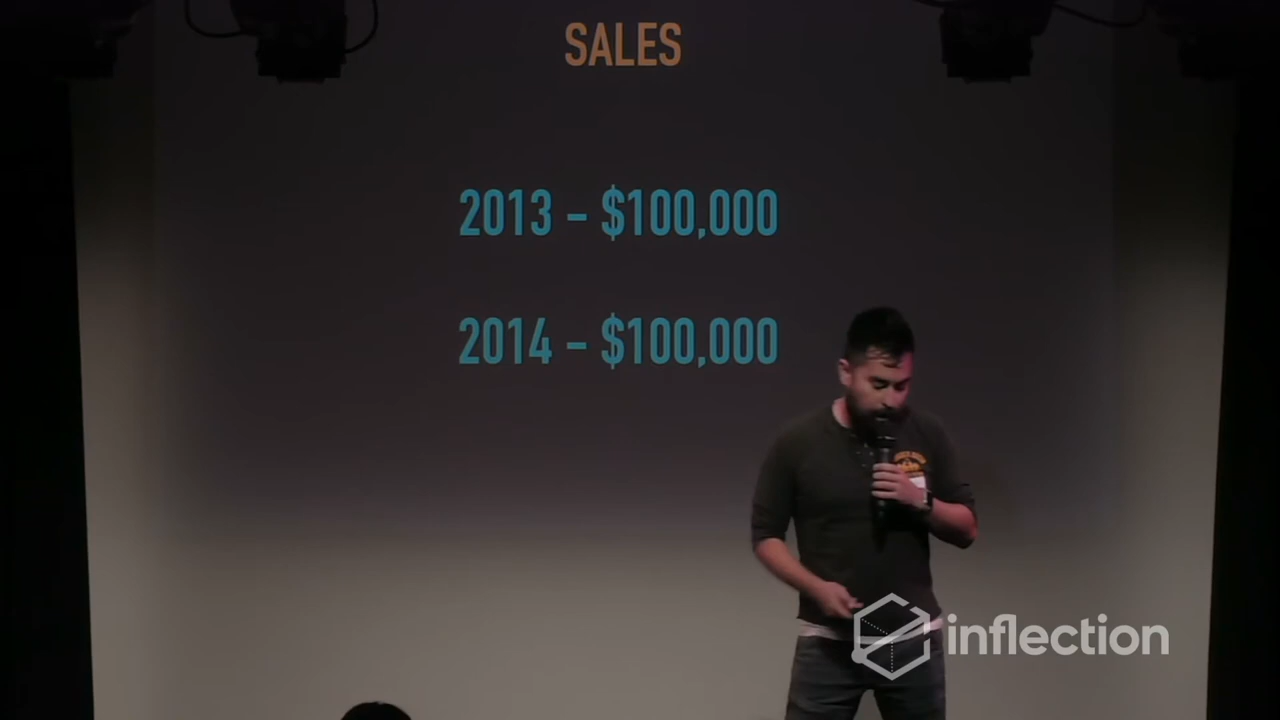 SALES
2013 – $100,000
2014 – $100,000
inflection